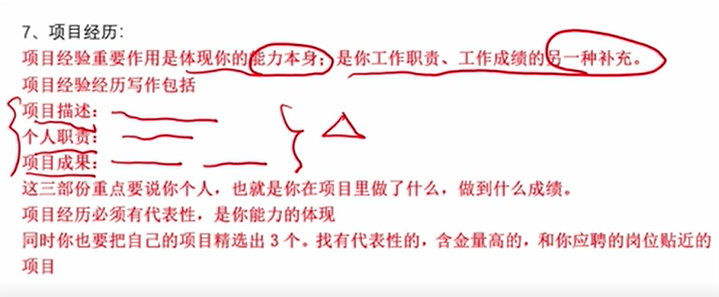 7、项目经历：
项目经验重要作用是体现你的能力本身；是你工作职责、工作成绩的另一种补充。
项目经验经历写作包括
项目描述：
个人职责：
项目成果：
这三部份重点要说你个人，也就是你在项目里做了什么，做到什么成绩。
项目经历必须有代表性，是你能力的体现
同时你也要把自己的项目精选出 3 个。找有代表性的，含金量高的，和你应聘的岗位贴近的
项目